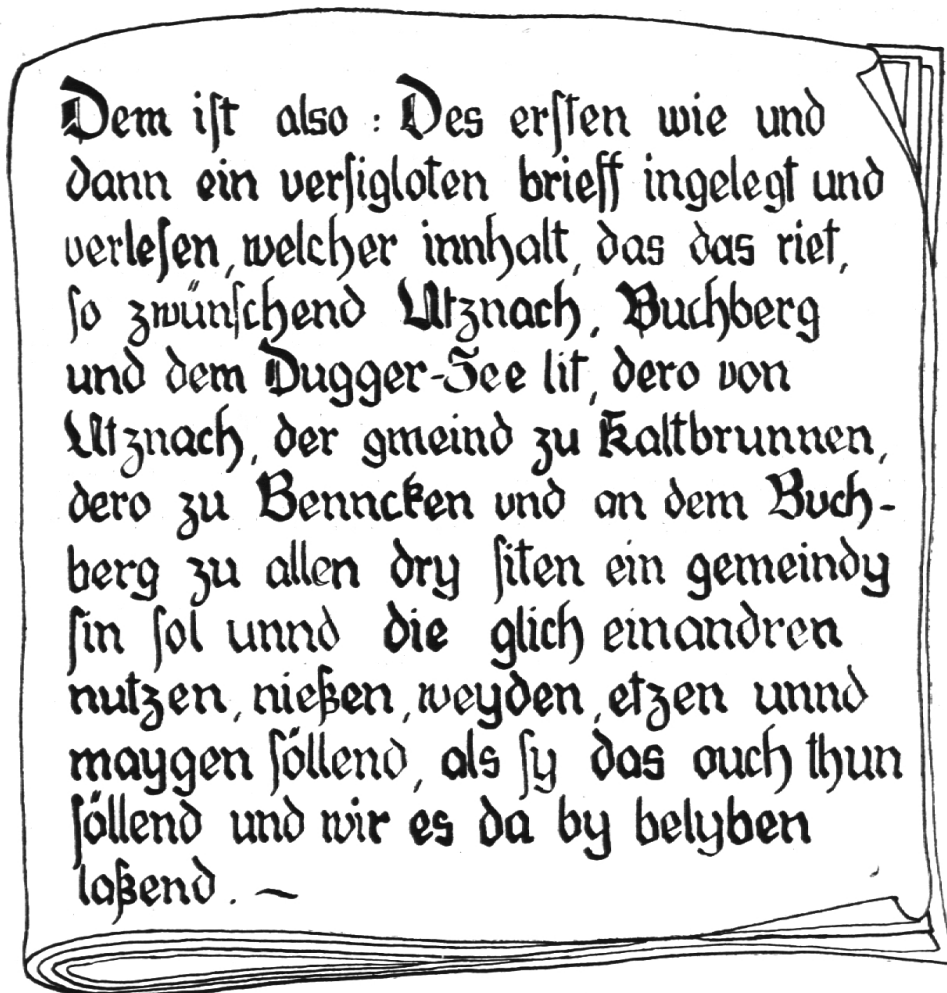 Dem ist also : Des ersten wie und
dann ein versigloten brieff ingelegt und
verlesen, welcher innhalt, das das riet,
so zwünschend Utznach, Buchberg
und dem Dugger-See lit, dero von
Utznach, der gmeind zu Kaltbrunnen,
dero zu Benncken und an dem Buch-
berg zu allen dry siten ein gemeindy
sin sol unnd die glich einandren
nutzen, nießen, weyden, etzen unnd
maygen söllend, als sy das ouch thun
söllend und wir es da by belyben
laßend. ~